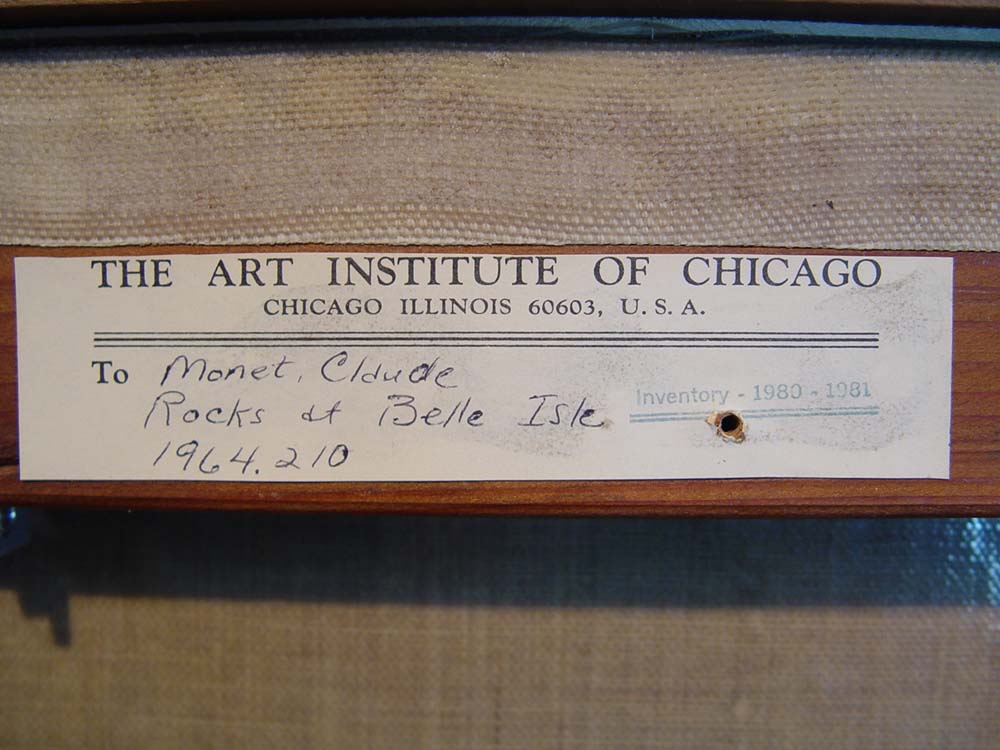 THE ART INSTITUTE OF CHICAGO
CHICAGO ILLINOIS 60603, U. S. A.
To Monet, Claude
Rocks at Belle Isle
Inventory - 1980 - 1981
1964.210